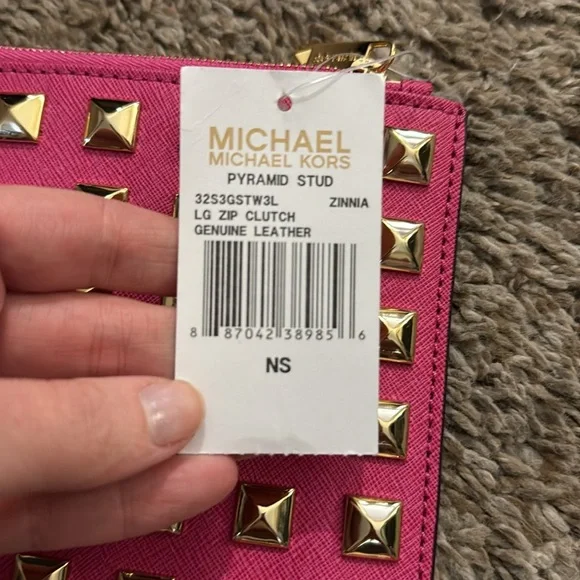 MICHAEL
MICHAEL KORS
PYRAMID STUD
32S3GSTW3L ZINNIA
LG ZIP CLUTCH
GENUINE LEATHER
8 87042 38985 6
NS